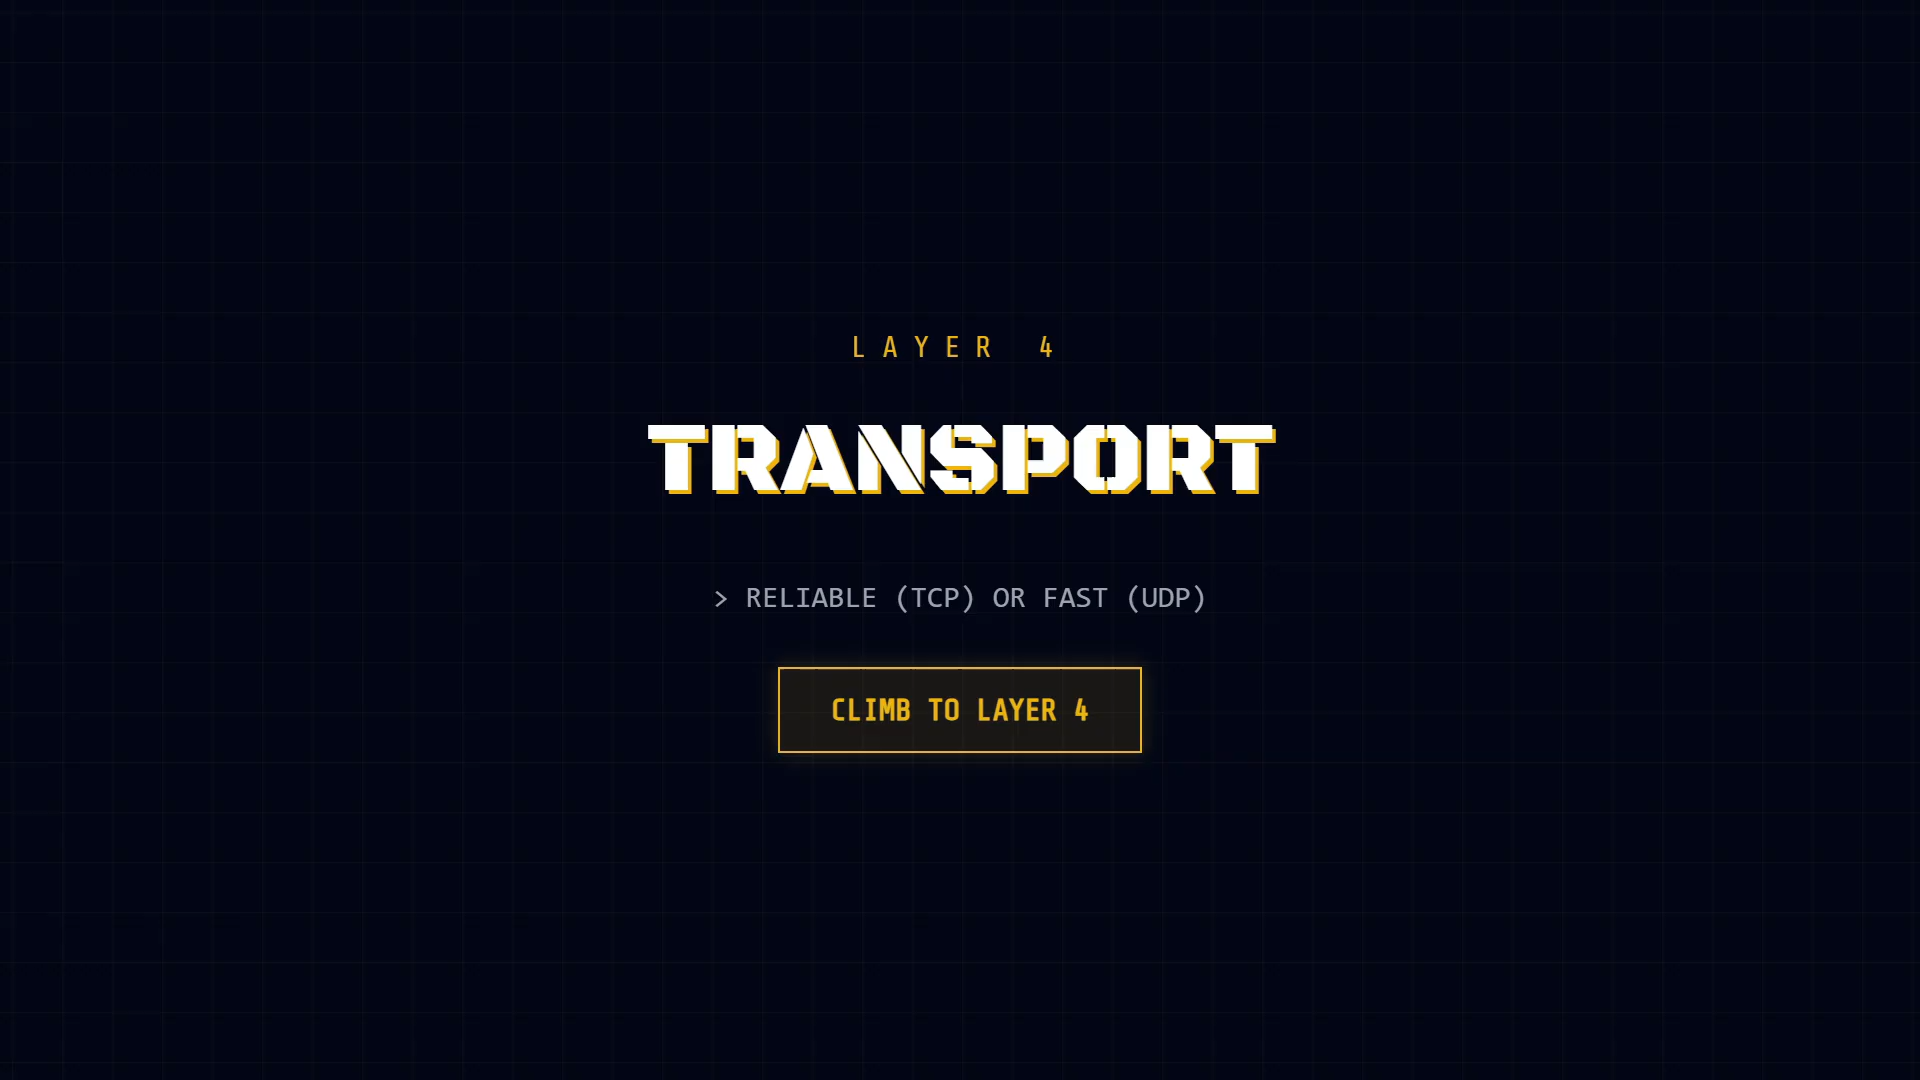 LAYER 4
TRANSPORT
> RELIABLE (TCP) OR FAST (UDP)
CLIMB TO LAYER 4